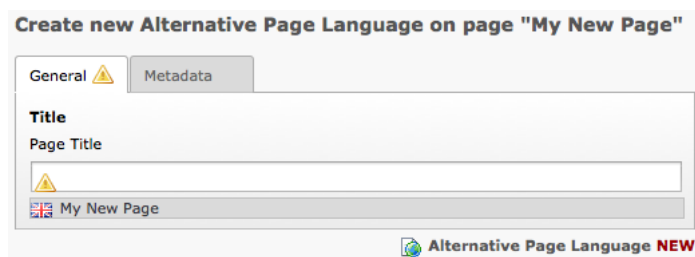 Create new Alternative Page Language on page "My New Page"
General Metadata
Title
Page Title
My New Page
Alternative Page Language NEW